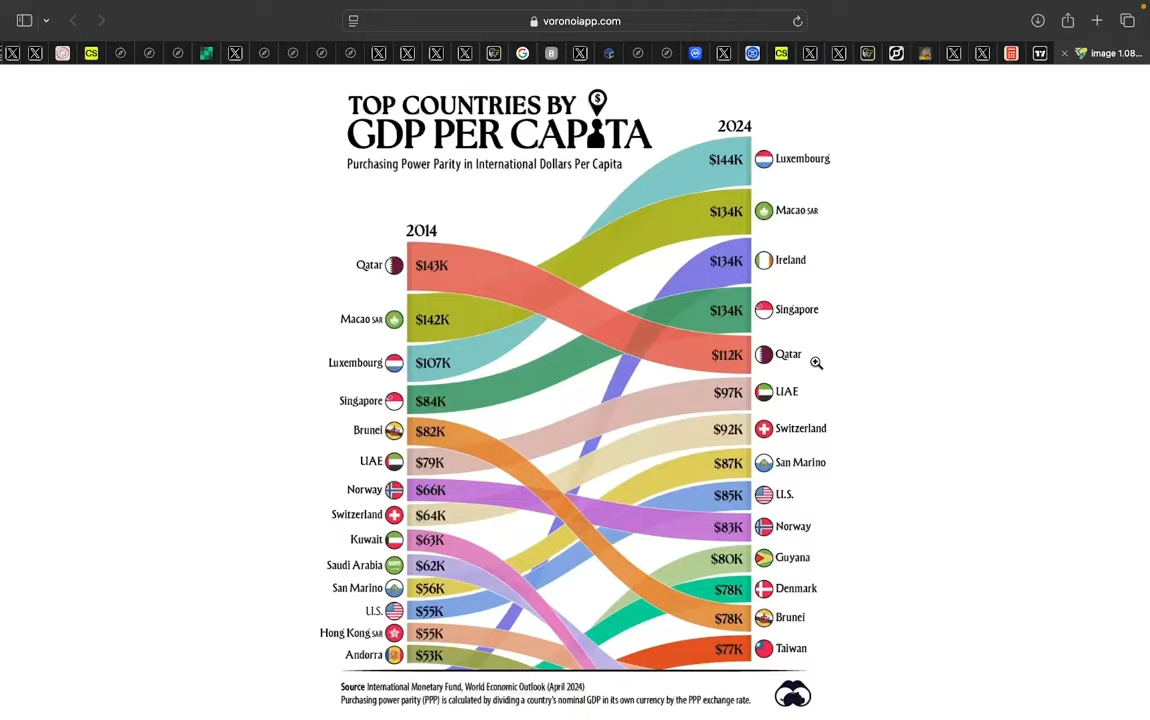 voronoiapp.com
image 1.08...
TOP COUNTRIES BY
GDP PER CAPITA
Purchasing Power Parity in International Dollars Per Capita
2024
$144K Luxembourg
$134K Macao SAR
2014
$134K Ireland
Qatar $143K
$134K Singapore
Macao SAR $142K
$112K Qatar
Luxembourg $107K
$97K UAE
Singapore $84K
$92K Switzerland
Brunei $82K
$87K San Marino
UAE $79K
Norway $66K
$85K U.S.
Switzerland $64K
$83K Norway
Kuwait $63K
$80K Guyana
Saudi Arabia $62K
San Marino $56K
$78K Denmark
U.S. $55K
$78K Brunei
Hong Kong SAR $55K
$77K Taiwan
Andorra $53K
Source International Monetary Fund, World Economic Outlook (April 2024)
Purchasing power parity (PPP) is calculated by dividing a country's nominal GDP in its own currency by the PPP exchange rate.